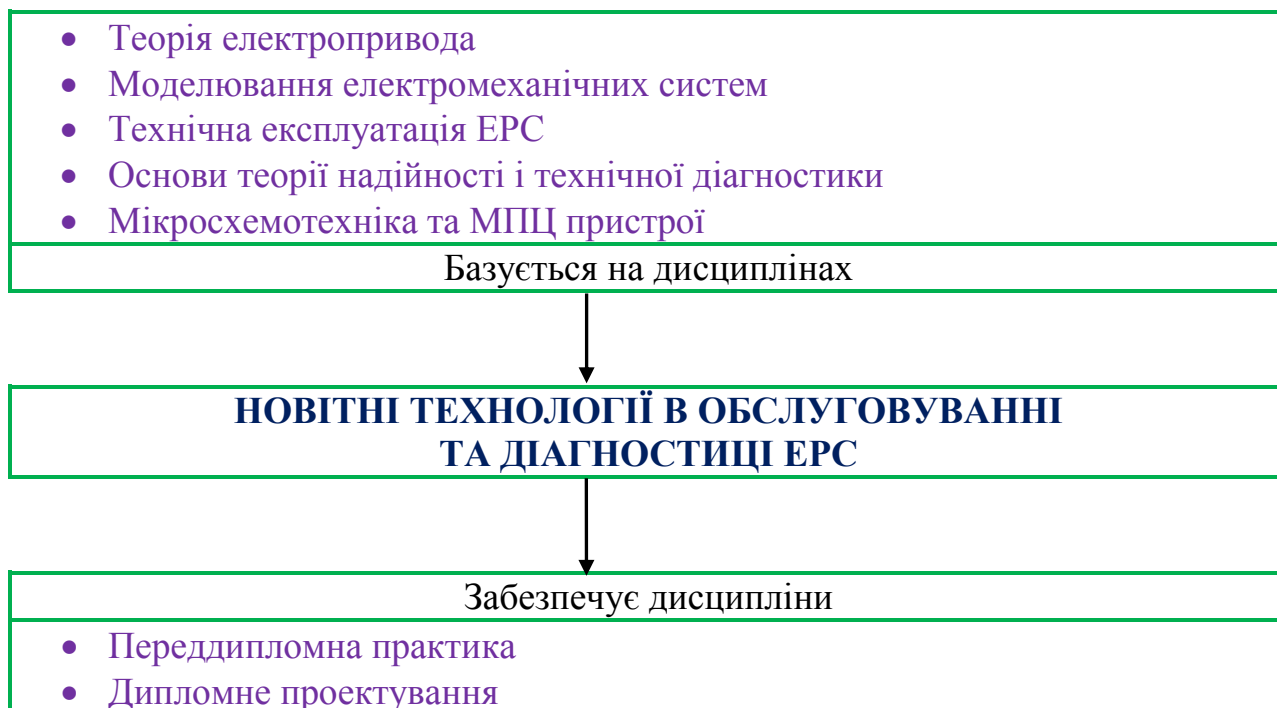 • Теорія електропривода
• Моделювання електромеханічних систем
• Технічна експлуатація ЕРС
• Основи теорії надійності і технічної діагностики
• Мікросхемотехніка та МПЦ пристрої
Базується на дисциплінах
НОВІТНІ ТЕХНОЛОГІЇ В ОБСЛУГОВУВАННІ
ТА ДІАГНОСТИЦІ ЕРС
Забезпечує дисципліни
• Переддипломна практика
• Дипломне проектування